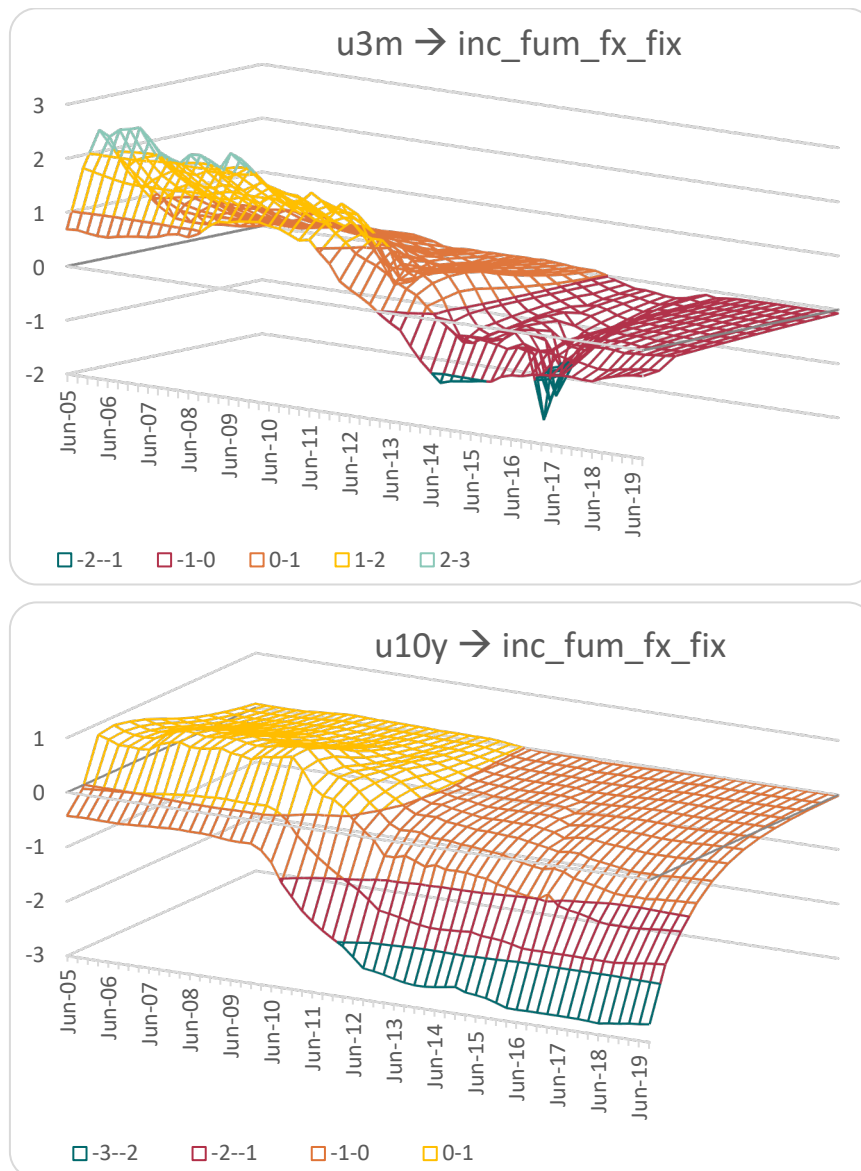 u3m → inc_fum_fx_fix
3
2
1
0
-1
-2
Jun-05
Jun-06
Jun-07
Jun-08
Jun-09
Jun-10
Jun-11
Jun-12
Jun-13
Jun-14
Jun-15
Jun-16
Jun-17
Jun-18
Jun-19
-2--1 -1-0 0-1 1-2 2-3
u10y → inc_fum_fx_fix
1
0
-1
-2
-3
Jun-05
Jun-06
Jun-07
Jun-08
Jun-09
Jun-10
Jun-11
Jun-12
Jun-13
Jun-14
Jun-15
Jun-16
Jun-17
Jun-18
Jun-19
-3--2 -2--1 -1-0 0-1